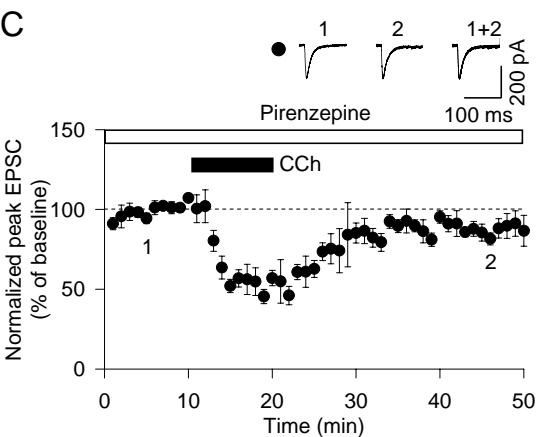 C
1 2 1+2
200 pA
100 ms
Pirenzepine
CCh
Normalized peak EPSC
(% of baseline)
150
100
50
0
1
2
0 10 20 30 40 50
Time (min)